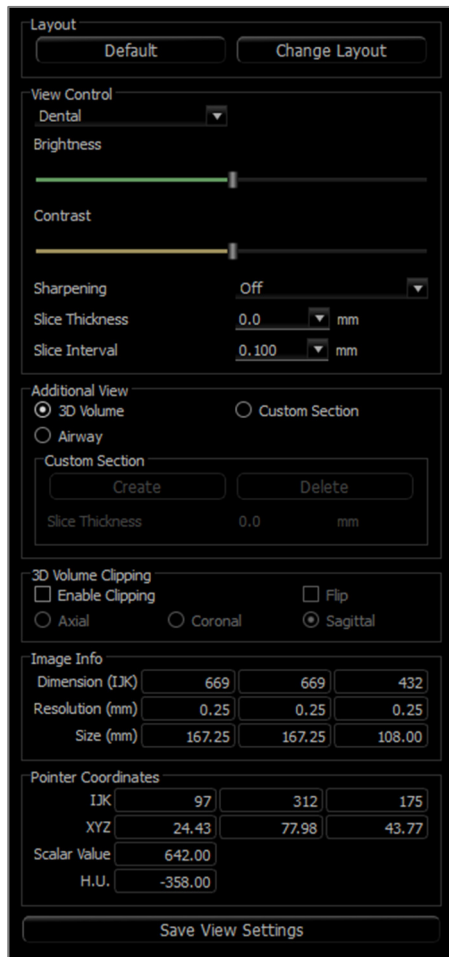 Layout
Default Change Layout
View Control
Dental
Brightness
Contrast
Sharpening Off
Slice Thickness 0.0 mm
Slice Interval 0.100 mm
Additional View
3D Volume Custom Section
Airway
Custom Section
Create Delete
Slice Thickness 0.0 mm
3D Volume Clipping
Enable Clipping Flip
Axial Coronal Sagittal
Image Info
Dimension (IJK) 669 669 432
Resolution (mm) 0.25 0.25 0.25
Size (mm) 167.25 167.25 108.00
Pointer Coordinates
IJK 97 312 175
XYZ 24.43 77.98 43.77
Scalar Value 642.00
H.U. -358.00
Save View Settings